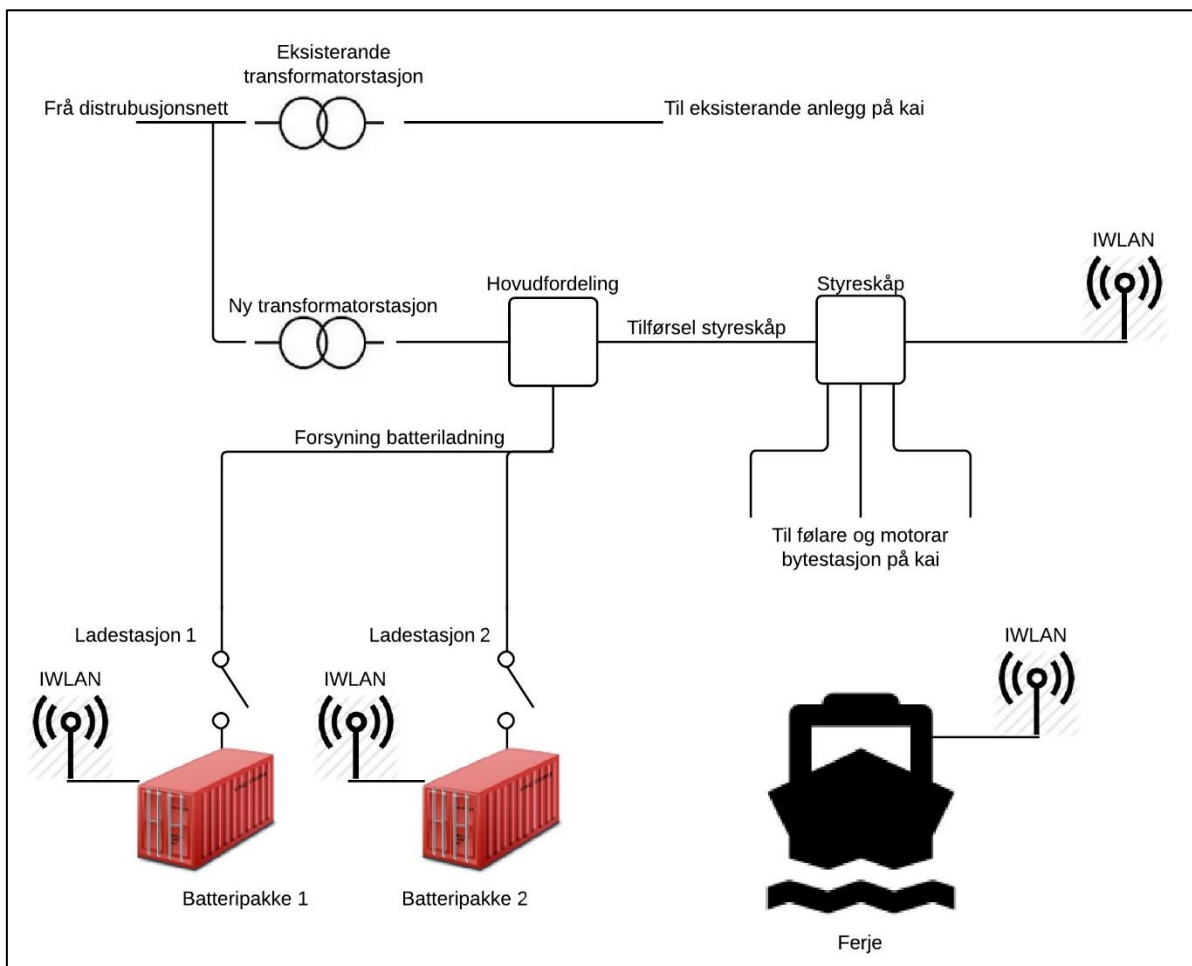 Eksisterande
transformatorstasjon
Frå distrubusjonsnett
Til eksisterande anlegg på kai
IWLAN
Hovudfordeling
Styreskåp
Ny transformatorstasjon
Tilførsel styreskåp
Forsyning batteriladning
Til følare og motorar
bytestasjon på kai
Ladestasjon 1
Ladestasjon 2
IWLAN
IWLAN
IWLAN
Batteripakke 1
Batteripakke 2
Ferje